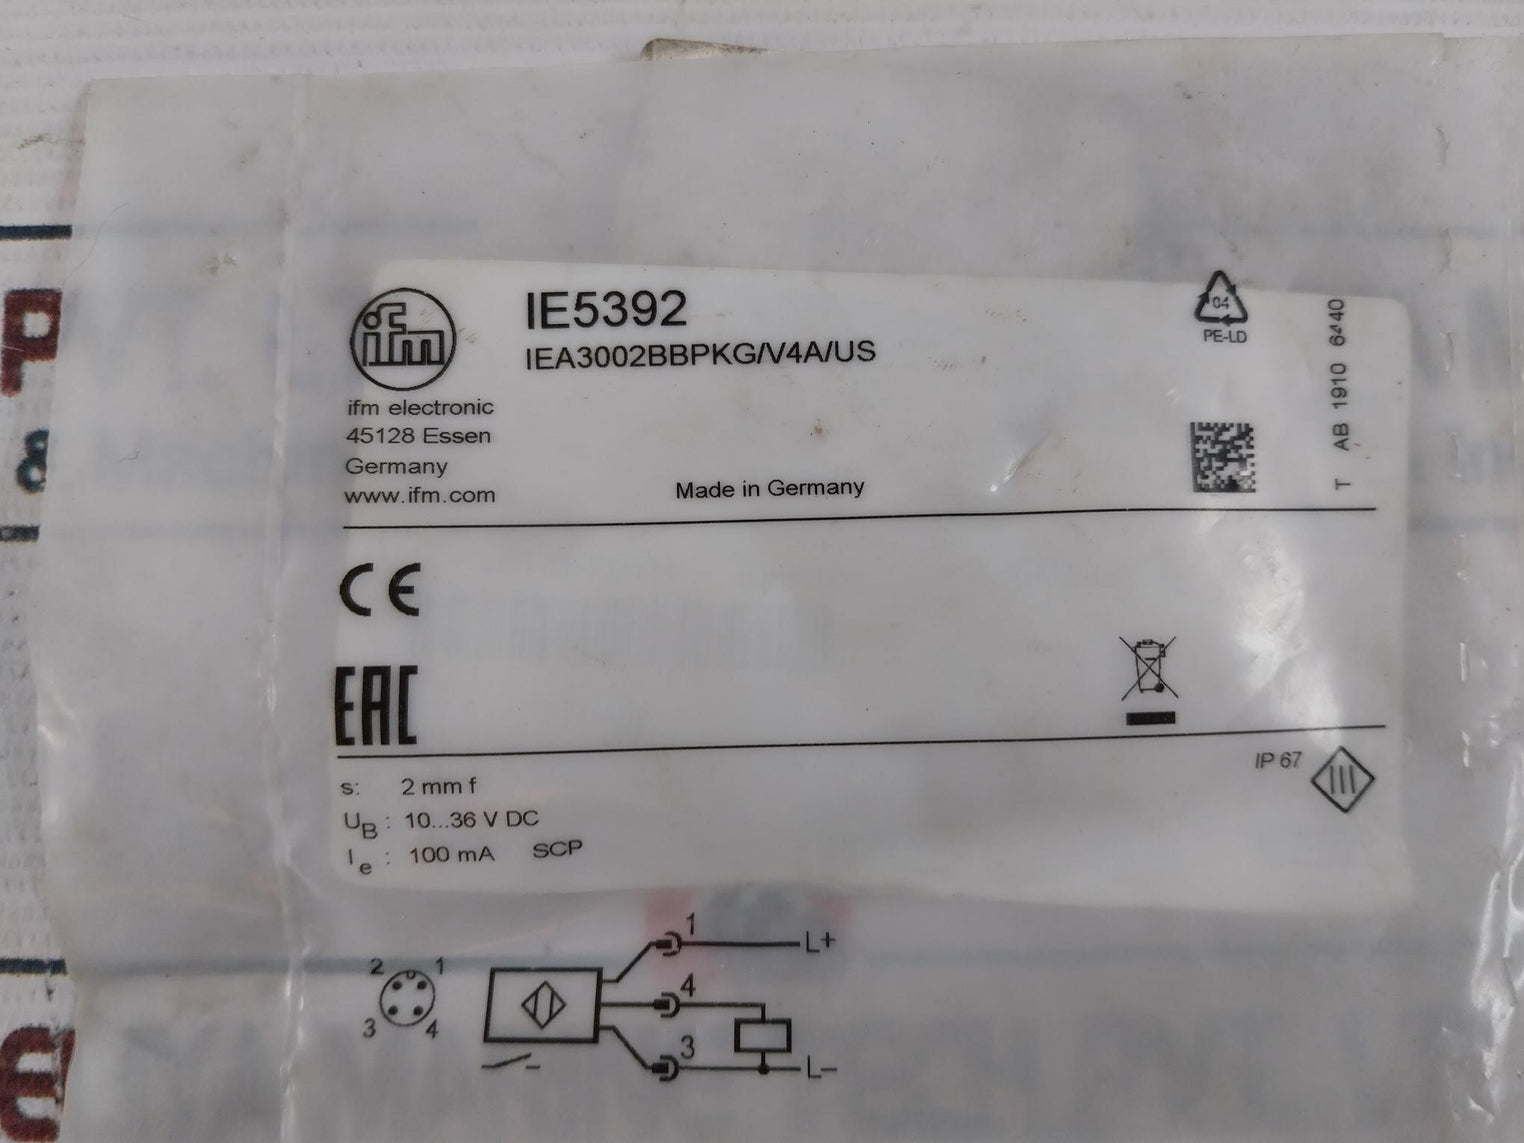 ifm
IE5392
IEA3002BBPKG/V4A/US
04
PE-LD
T AB 1910 6440
ifm electronic
45128 Essen
Germany
www.ifm.com
Made in Germany
CE
EAC
s: 2 mm f
UB : 10...36 V DC
Ie : 100 mA SCP
IP 67
2 1
3 4
1 L+
4
3 L-
P
&